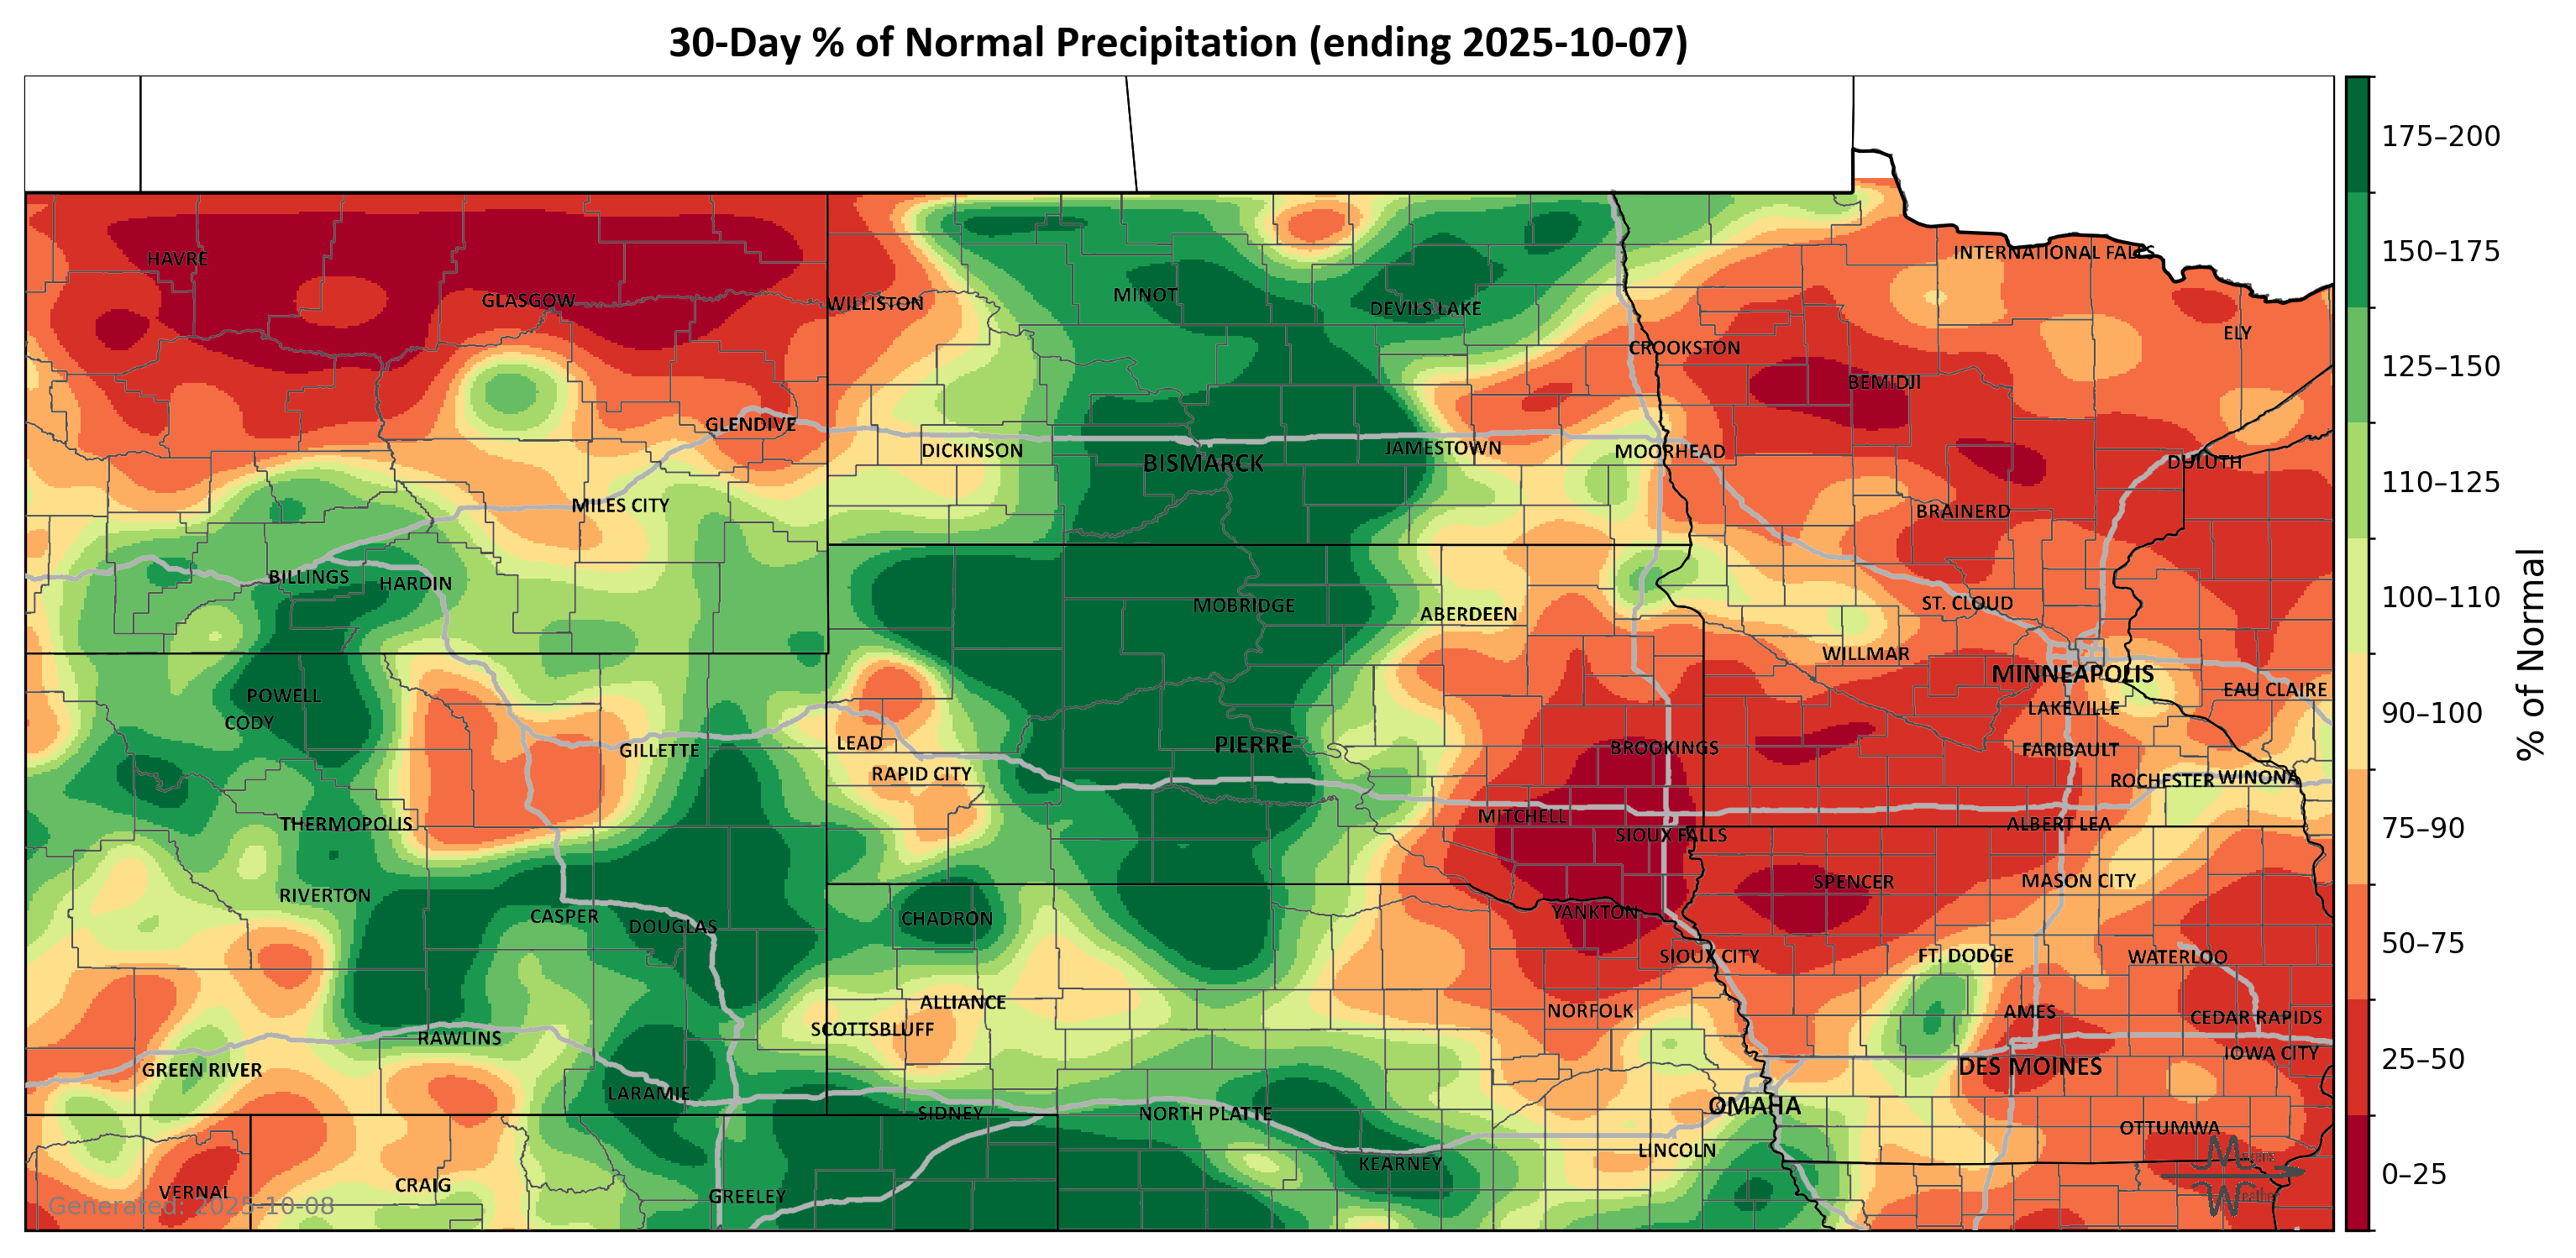 30-Day % of Normal Precipitation (ending 2025-10-07)
175–200
150–175
125–150
110–125
100–110
90–100
75–90
50–75
25–50
0–25
% of Normal
HAVRE
GLASGOW
WILLISTON
MINOT
DEVILS LAKE
INTERNATIONAL FALLS
ELY
CROOKSTON
BEMIDJI
GLENDIVE
DICKINSON
BISMARCK
JAMESTOWN
MOORHEAD
DULUTH
MILES CITY
BRAINERD
BILLINGS
HARDIN
MOBRIDGE
ABERDEEN
ST. CLOUD
WILLMAR
MINNEAPOLIS
POWELL
EAU CLAIRE
CODY
LAKEVILLE
GILLETTE
LEAD
PIERRE
BROOKINGS
FARIBAULT
RAPID CITY
ROCHESTER
WINONA
THERMOPOLIS
MITCHELL
SIOUX FALLS
ALBERT LEA
RIVERTON
SPENCER
MASON CITY
CASPER
DOUGLAS
CHADRON
YANKTON
SIOUX CITY
FT. DODGE
WATERLOO
ALLIANCE
NORFOLK
AMES
CEDAR RAPIDS
SCOTTSBLUFF
RAWLINS
IOWA CITY
GREEN RIVER
DES MOINES
LARAMIE
SIDNEY
NORTH PLATTE
OMAHA
OTTUMWA
LINCOLN
KEARNEY
VERNAL
CRAIG
GREELEY
Generated: 2025-10-08